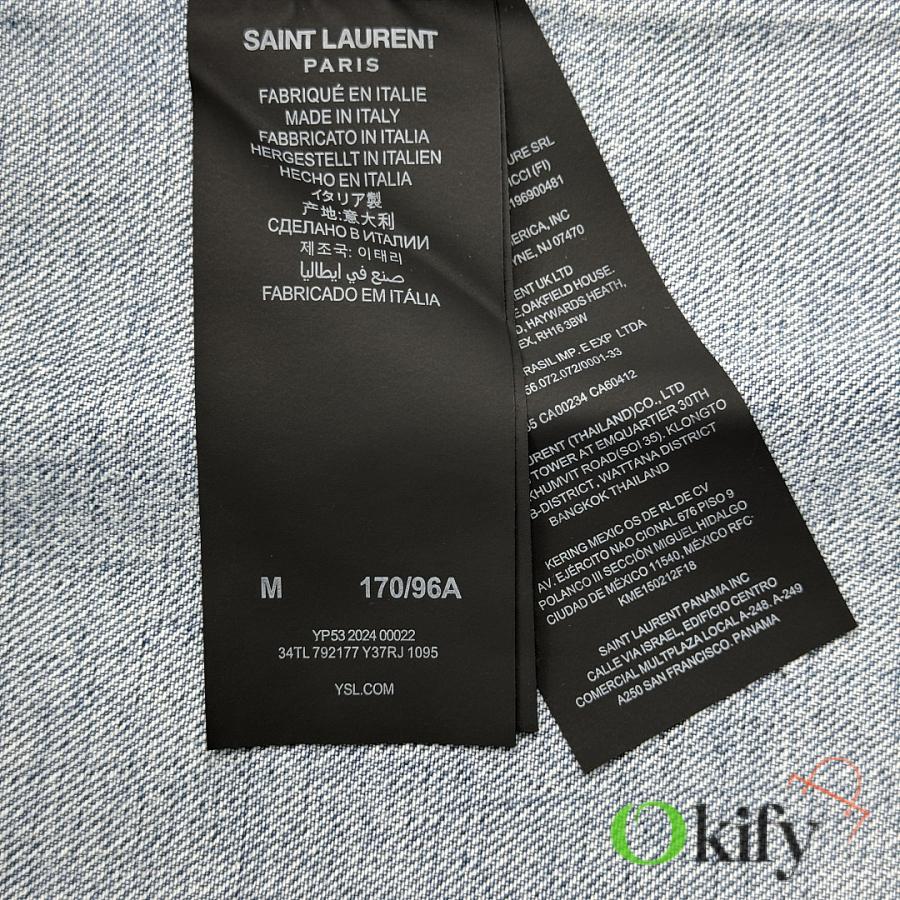 SAINT LAURENT
PARIS
FABRIQUÉ EN ITALIE
MADE IN ITALY
FABBRICATO IN ITALIA
HERGESTELLT IN ITALIEN
HECHO EN ITALIA
イタリア製
产地:意大利
СДЕЛАНО В ИТАЛИИ
제조국: 이태리
صنع في ايطاليا
FABRICADO EM ITÁLIA
M 170/96A
YP53 2024 00022
34TL 792177 Y37RJ 1095
YSL.COM
URE SRL
ICCI (FI)
196900481
ERICA, INC
YNE, NJ 07470
ENT UK LTD
E,OAKFIELD HOUSE.
D, HAYWARDS HEATH,
EX, RH16 3BW
RASIL IMP. E EXP LTDA
56.072.072/0001-33
5 CA00234 CA60412
URENT (THAILAND)CO., LTD
TOWER AT EMQUARTIER 30TH
KHUMVIT ROAD(SOI 35), KLONGTO
B-DISTRICT, WATTANA DISTRICT
BANGKOK THAILAND
KERING MEXIC OS DE RL DE CV
AV. EJÉRCITO NAO CIONAL 676 PISO 9
POLANCO III SECCIÓN MIGUEL HIDALGO
CIUDAD DE MÉXICO 11540, MÉXICO RFC·
KME150212F18
SAINT LAURENT PANAMA INC
CALLE VIA ISRAEL, EDIFICIO CENTRO
COMERCIAL MULTPLAZA LOCAL A-248, A-249
A250 SAN FRANCISCO, PANAMA
Okify